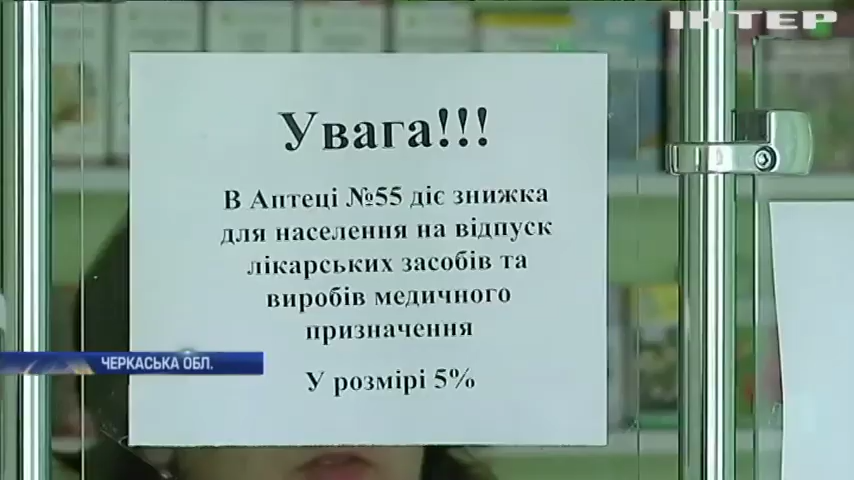 ІНТЕР
Увага!!!
В Аптеці №55 діє знижка
для населення на відпуск
лікарських засобів та
виробів медичного
призначення
У розмірі 5%
ЧЕРКАСЬКА ОБЛ.